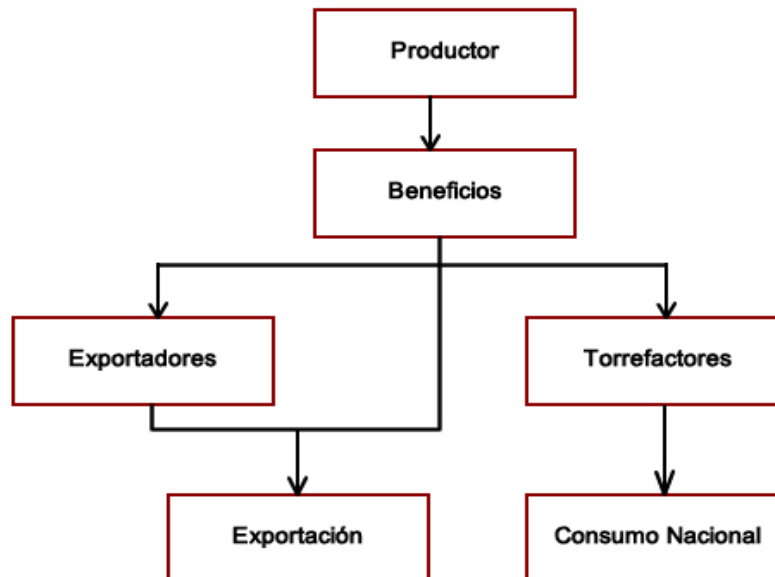 Productor
Beneficios
Exportadores
Torrefactores
Exportación
Consumo Nacional